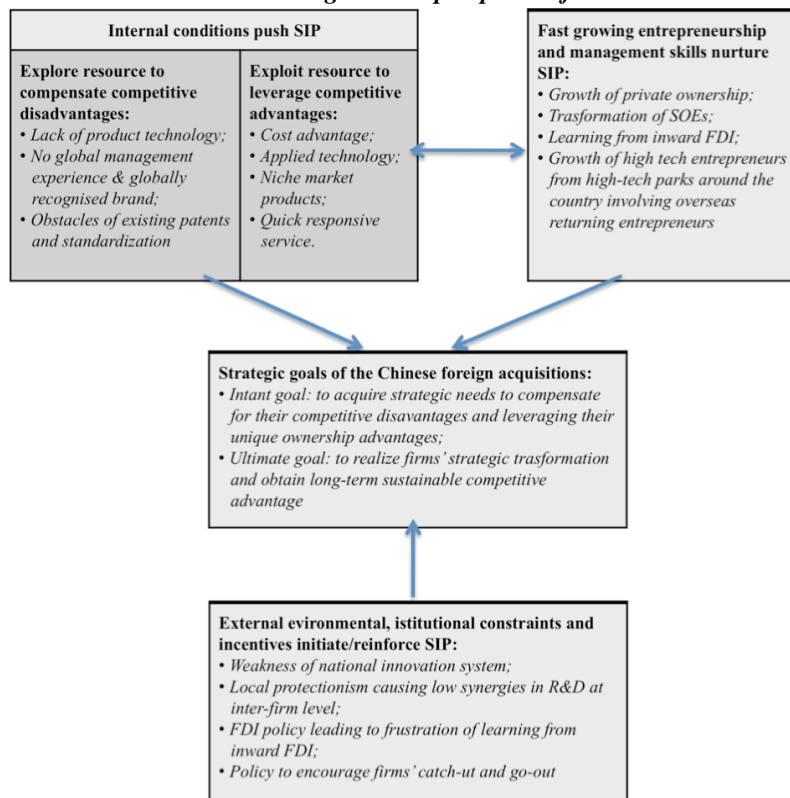 Internal conditions push SIP
Explore resource to
compensate competitive
disadvantages:
• Lack of product technology;
• No global management
experience & globally
recognised brand;
• Obstacles of existing patents
and standardization
Exploit resource to
leverage competitive
advantages:
• Cost advantage;
• Applied technology;
• Niche market
products;
• Quick responsive
service.
Fast growing entrepreneurship
and management skills nurture
SIP:
• Growth of private ownership;
• Trasformation of SOEs;
• Learning from inward FDI;
• Growth of high tech entrepreneurs
from high-tech parks around the
country involving overseas
returning entrepreneurs
Strategic goals of the Chinese foreign acquisitions:
• Intant goal: to acquire strategic needs to compensate
for their competitive disavantages and leveraging their
unique ownership advantages;
• Ultimate goal: to realize firms' strategic trasformation
and obtain long-term sustainable competitive
advantage
External evironmental, istitutional constraints and
incentives initiate/reinforce SIP:
• Weakness of national innovation system;
• Local protectionism causing low synergies in R&D at
inter-firm level;
• FDI policy leading to frustration of learning from
inward FDI;
• Policy to encourage firms' catch-ut and go-out